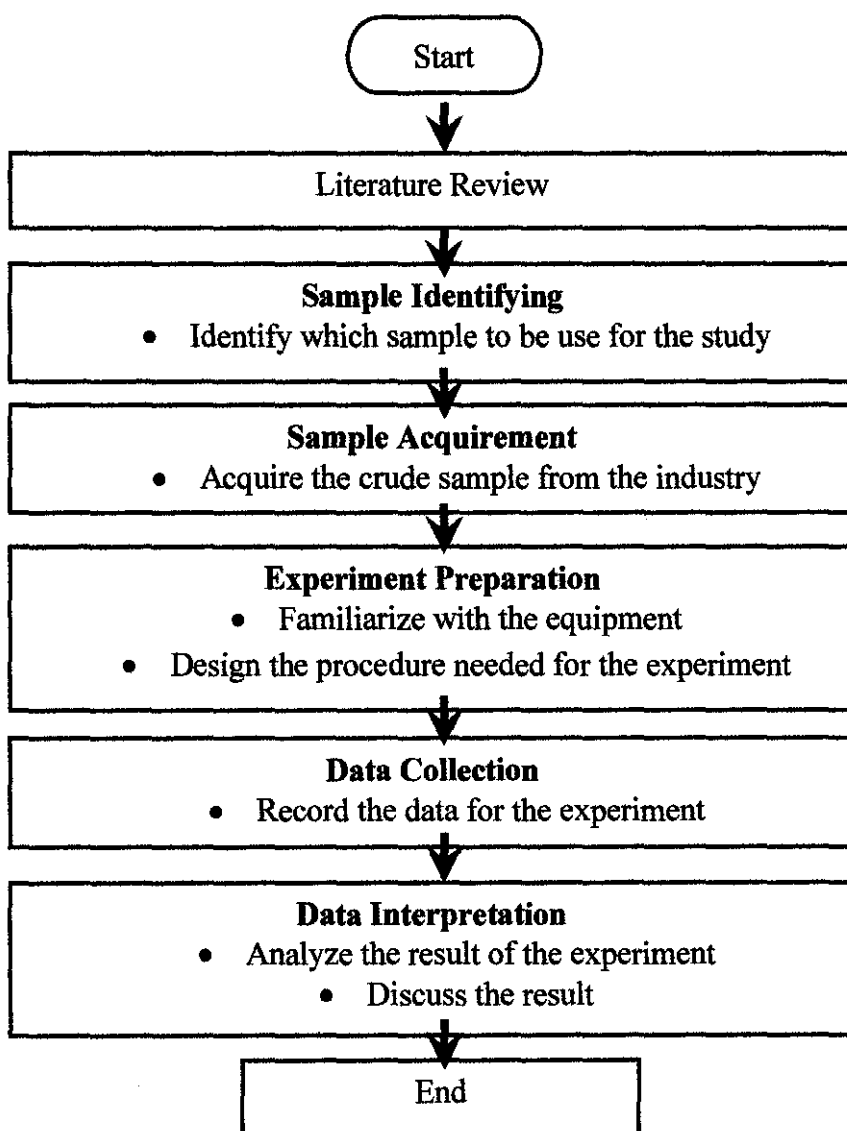 Start
Literature Review
Sample Identifying
• Identify which sample to be use for the study
Sample Acquirement
• Acquire the crude sample from the industry
Experiment Preparation
• Familiarize with the equipment
• Design the procedure needed for the experiment
Data Collection
• Record the data for the experiment
Data Interpretation
• Analyze the result of the experiment
• Discuss the result
End